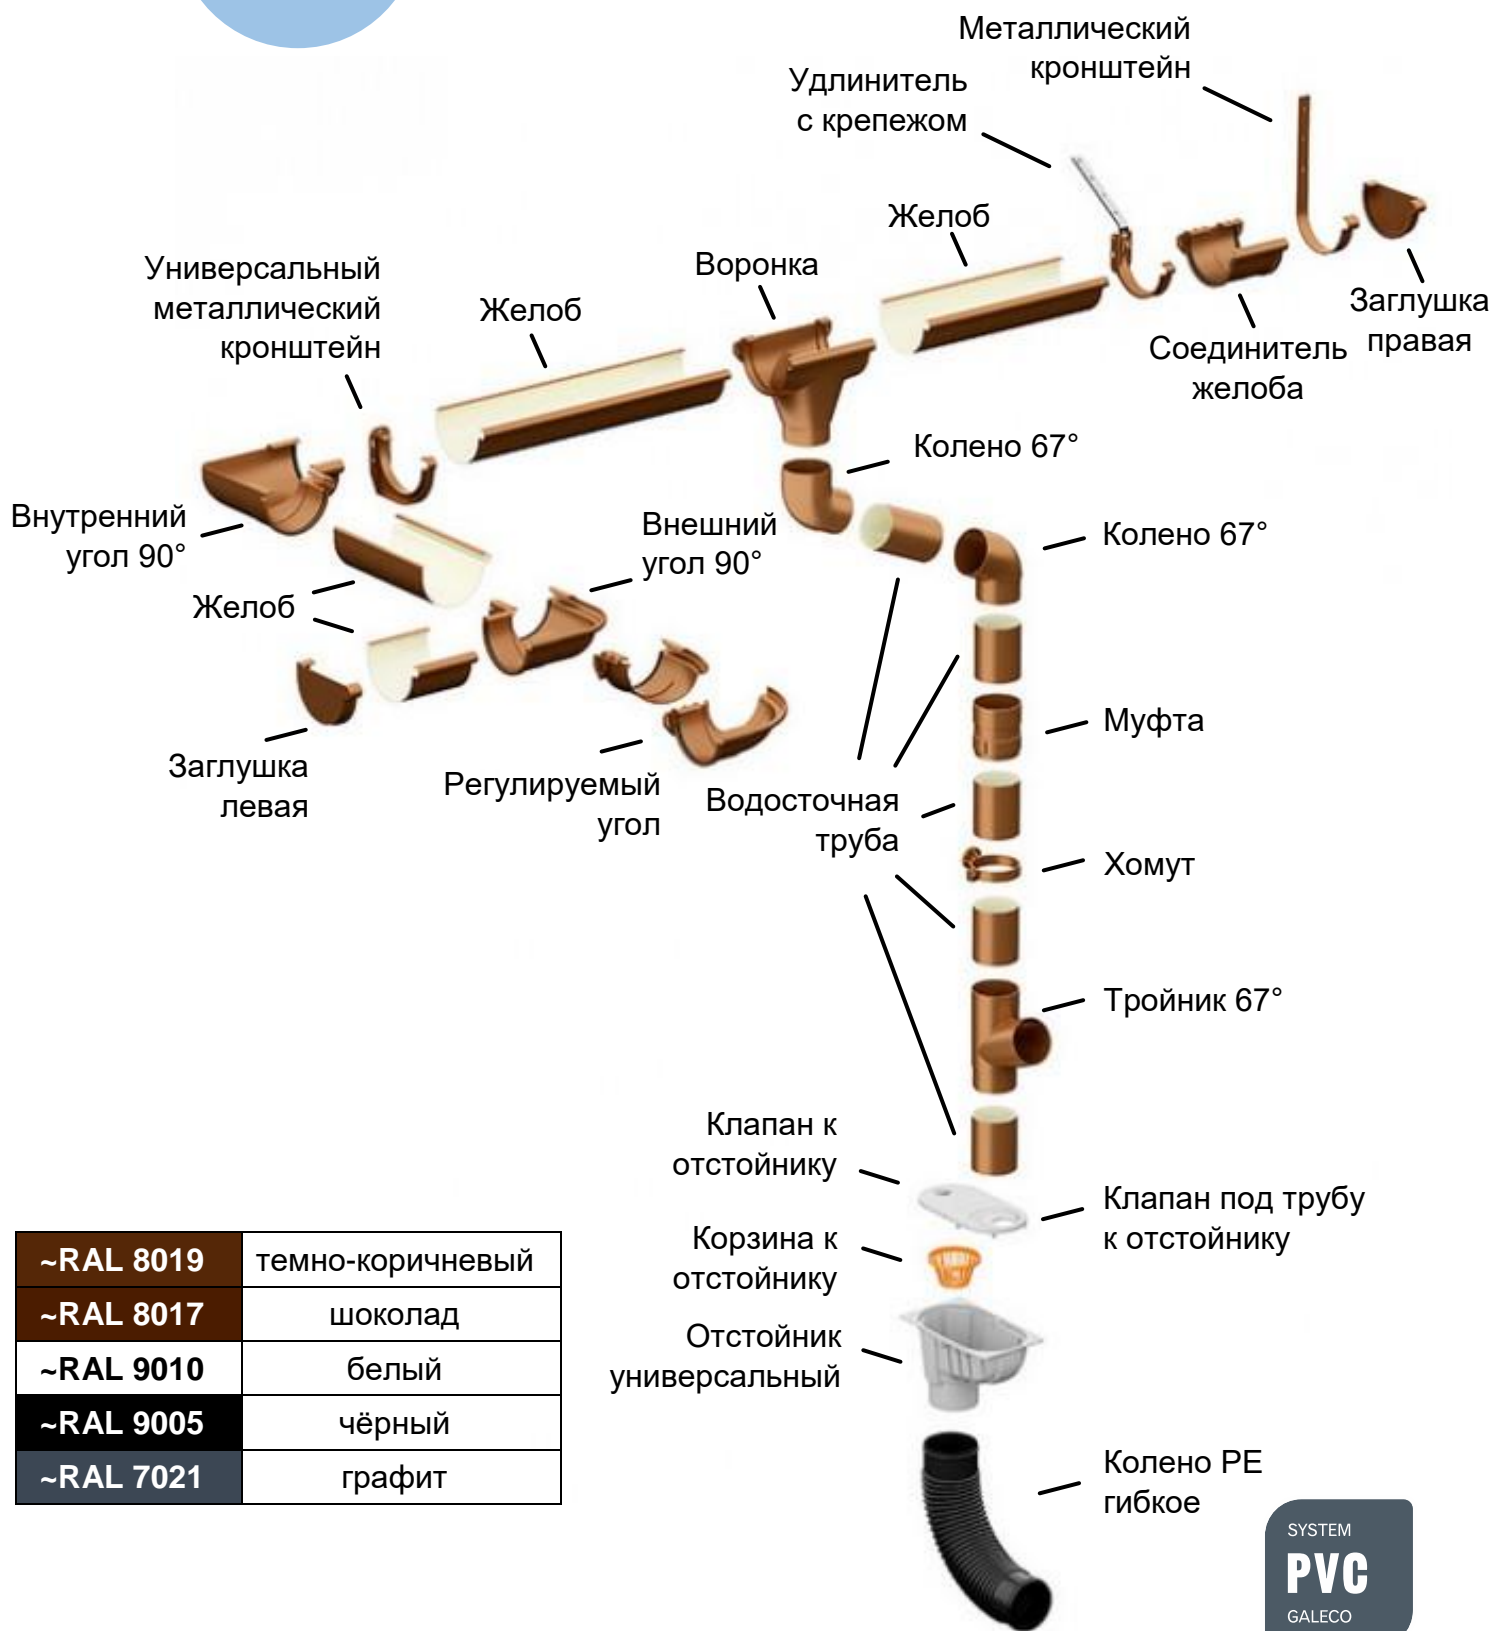 Металлический
кронштейн
Удлинитель
с крепежом
Желоб
Воронка
Универсальный
металлический
кронштейн
Желоб
Заглушка
правая
Соединитель
желоба
Колено 67°
Внутренний
угол 90°
Внешний
угол 90°
Колено 67°
Желоб
Муфта
Заглушка
левая
Регулируемый
угол
Водосточная
труба
Хомут
Тройник 67°
Клапан к
отстойнику
Клапан под трубу
к отстойнику
Корзина к
отстойнику
Отстойник
универсальный
~RAL 8019 темно-коричневый
~RAL 8017 шоколад
~RAL 9010 белый
~RAL 9005 чёрный
~RAL 7021 графит
Колено PE
гибкое
SYSTEM
PVC
GALECO